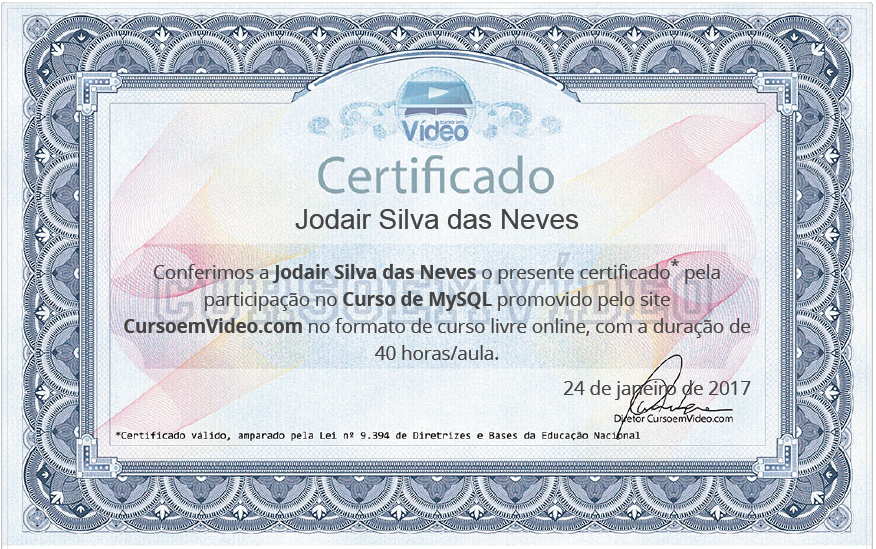 curso em
Vídeo
Certificado
Jodair Silva das Neves
Conferimos a Jodair Silva das Neves o presente certificado* pela
participação no Curso de MySQL promovido pelo site
CursoemVideo.com no formato de curso livre online, com a duração de
40 horas/aula.
CURSOEMVÍDEO
24 de janeiro de 2017
Diretor CursoemVideo.com
*Certificado válido, amparado pela Lei nº 9.394 de Diretrizes e Bases da Educação Nacional